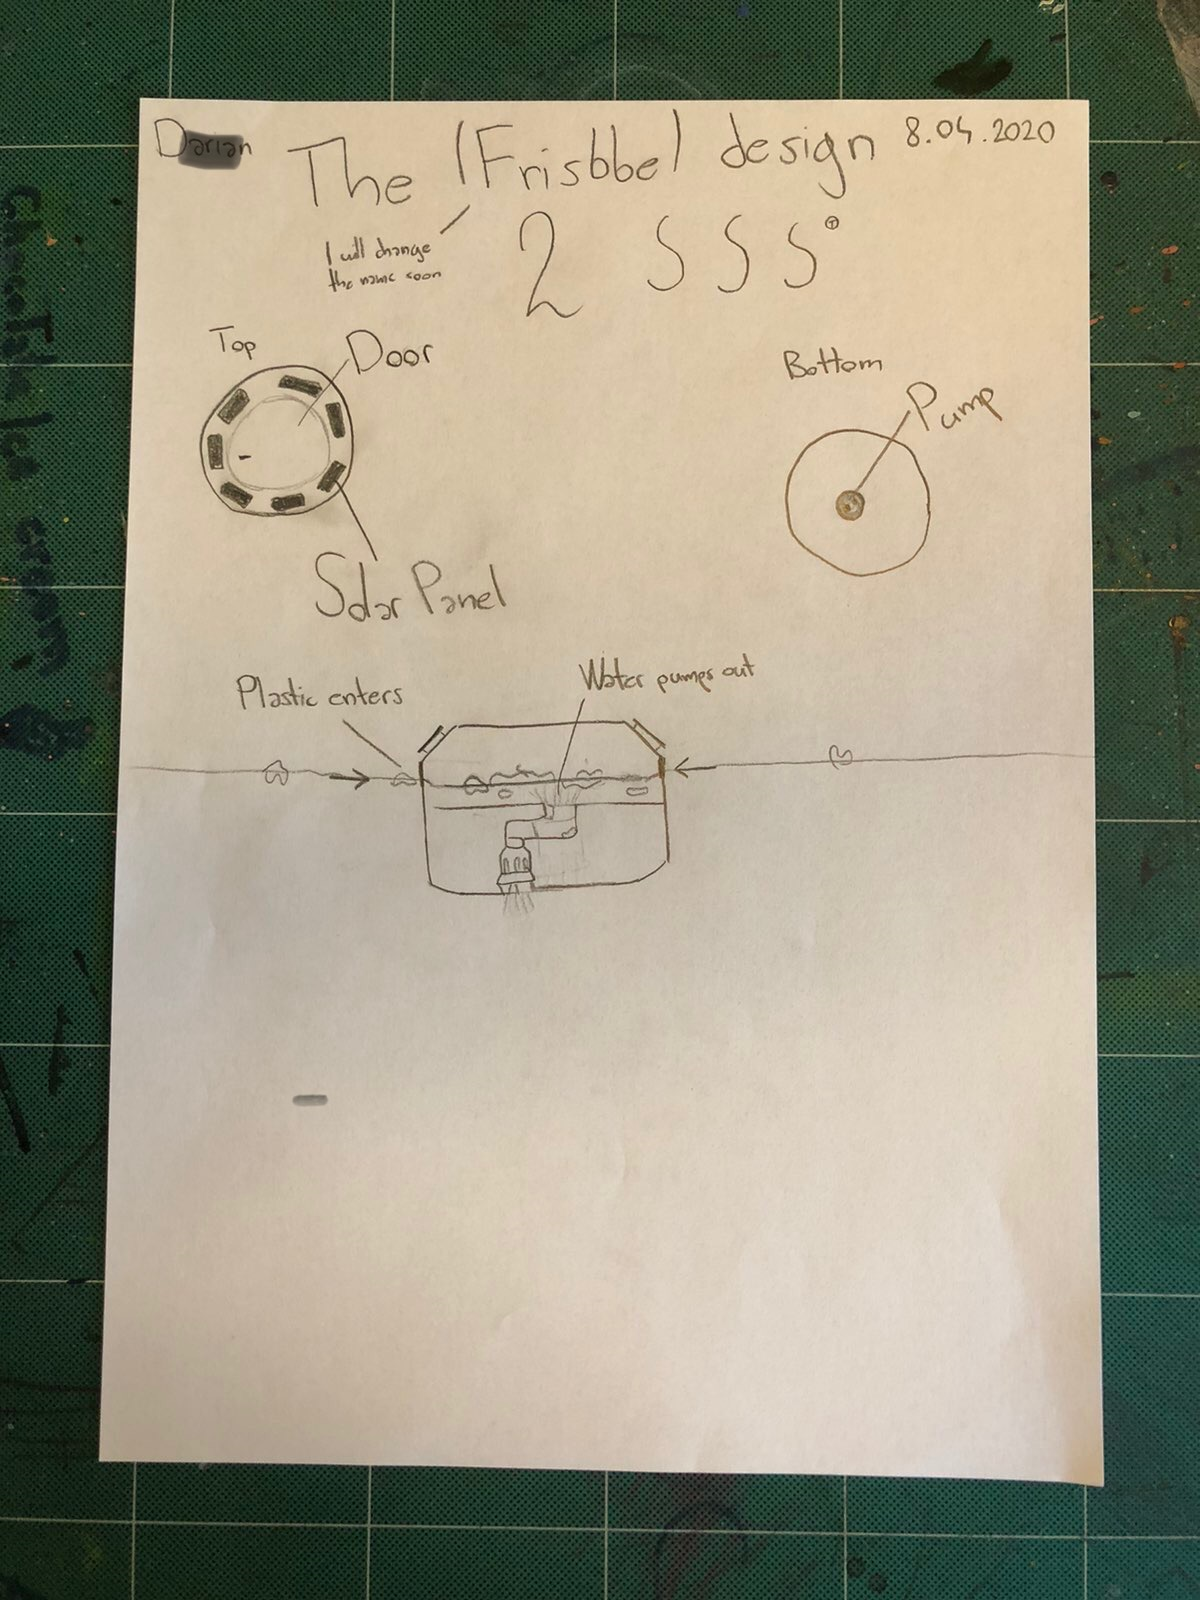 Darian
The |Frisbbe| design
8.04.2020
I will change
the name soon
2 SSS
Top
Door
Solar Panel
Bottom
Pump
Plastic enters
Water pumps out